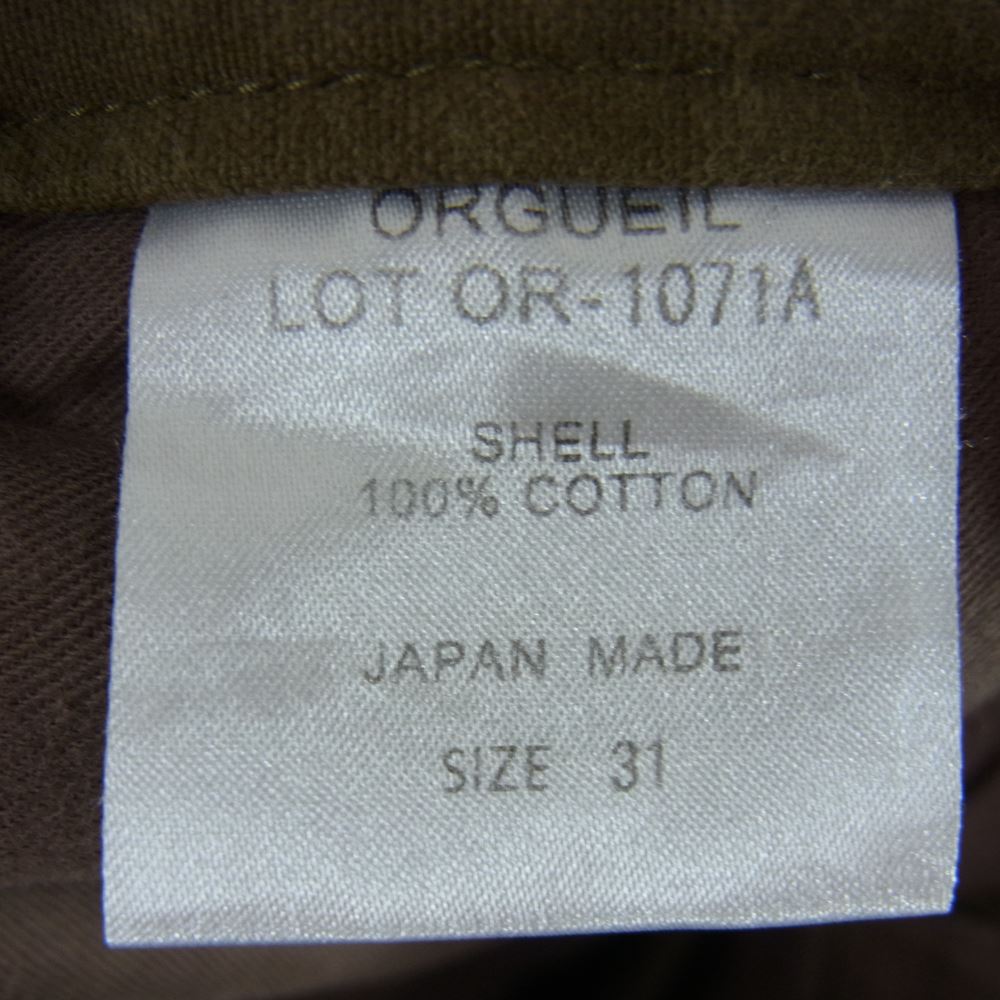 ORGUEIL
LOT OR-1071A
SHELL
100% COTTON
JAPAN MADE
SIZE 31